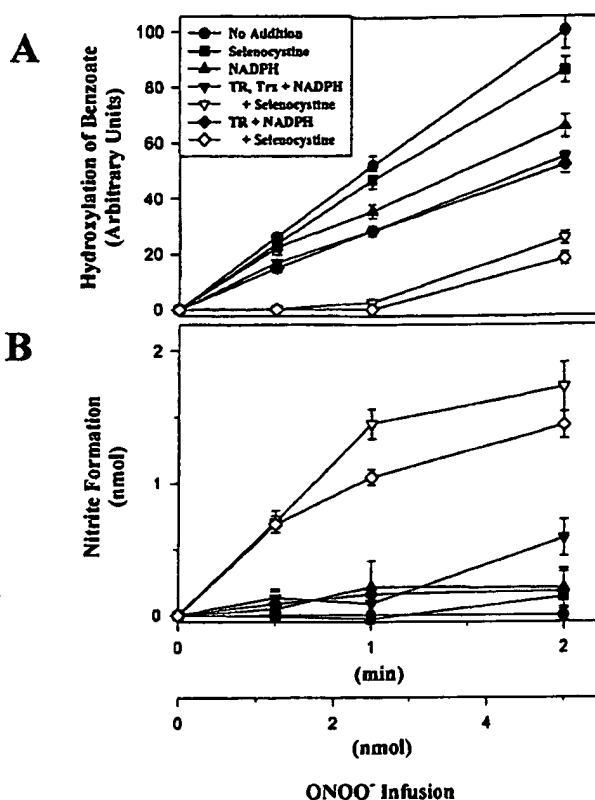 A
No Addition
Selenocystine
NADPH
TR, Trx + NADPH
+ Selenocystine
TR + NADPH
+ Selenocystine
Hydroxylation of Benzoate
(Arbitrary Units)
100
80
60
40
20
0
B
Nitrite Formation
(nmol)
2
1
0
0 1 2
(min)
0 2 4
(nmol)
ONOO⁻ Infusion